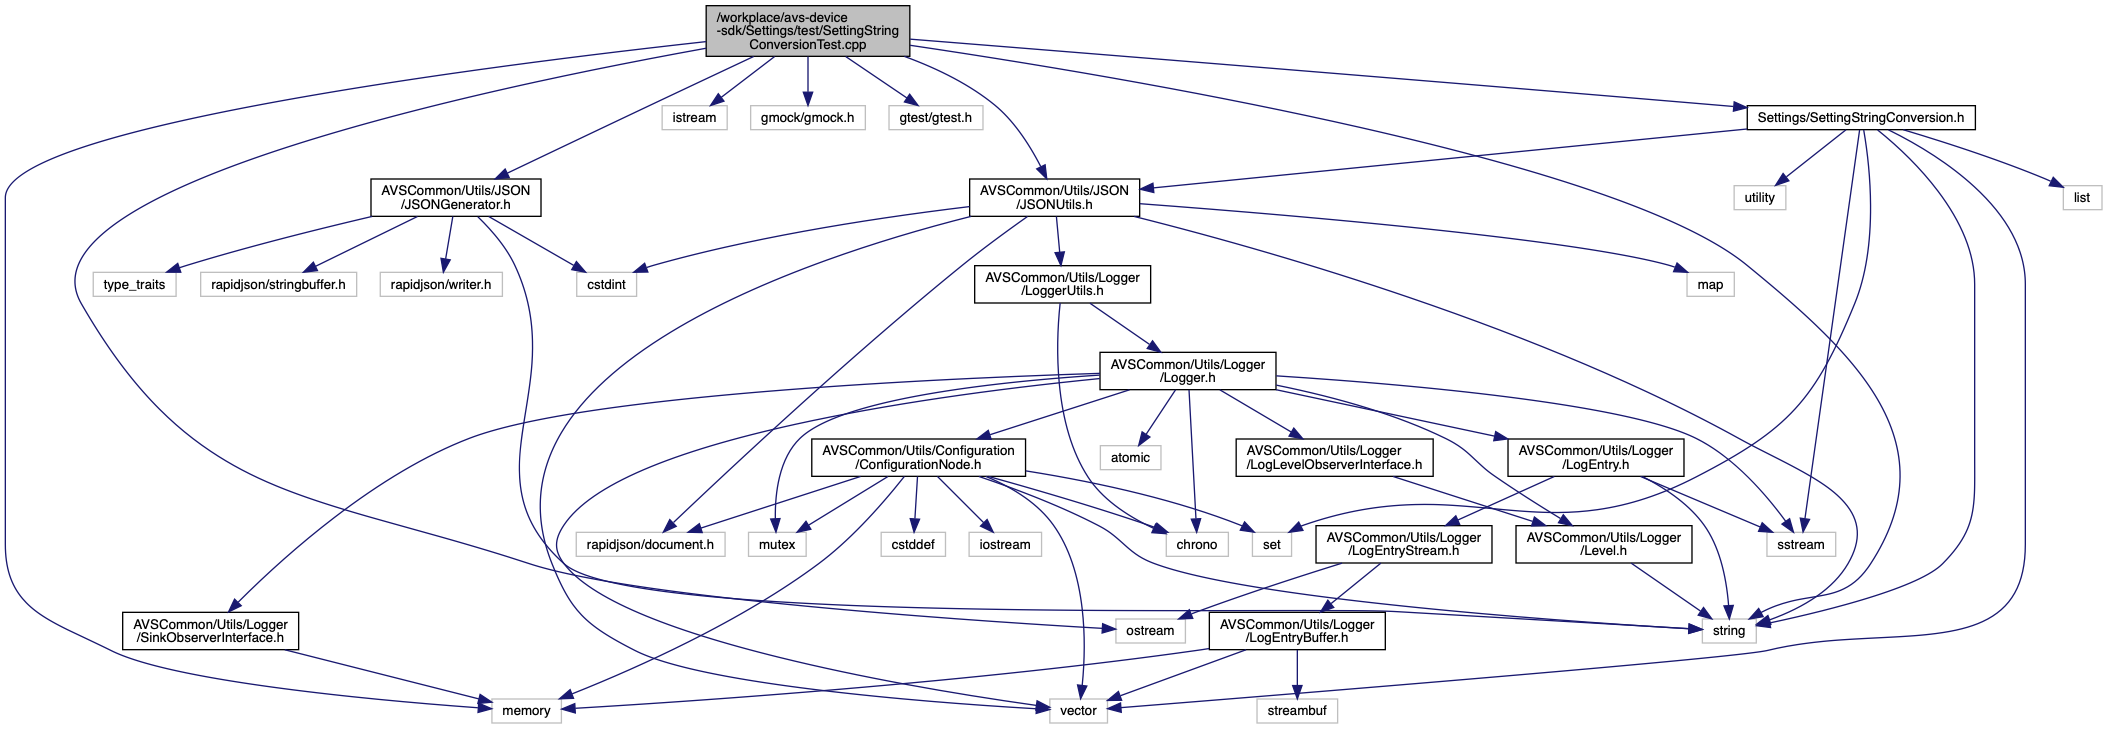 /workplace/avs-device
-sdk/Settings/test/SettingString
ConversionTest.cpp
istream
gmock/gmock.h
gtest/gtest.h
Settings/SettingStringConversion.h
AVSCommon/Utils/JSON
/JSONGenerator.h
AVSCommon/Utils/JSON
/JSONUtils.h
utility
list
type_traits
rapidjson/stringbuffer.h
rapidjson/writer.h
cstdint
AVSCommon/Utils/Logger
/LoggerUtils.h
map
AVSCommon/Utils/Logger
/Logger.h
AVSCommon/Utils/Configuration
/ConfigurationNode.h
atomic
AVSCommon/Utils/Logger
/LogLevelObserverInterface.h
AVSCommon/Utils/Logger
/LogEntry.h
rapidjson/document.h
mutex
cstddef
iostream
chrono
set
AVSCommon/Utils/Logger
/LogEntryStream.h
AVSCommon/Utils/Logger
/Level.h
sstream
AVSCommon/Utils/Logger
/SinkObserverInterface.h
ostream
AVSCommon/Utils/Logger
/LogEntryBuffer.h
string
memory
vector
streambuf